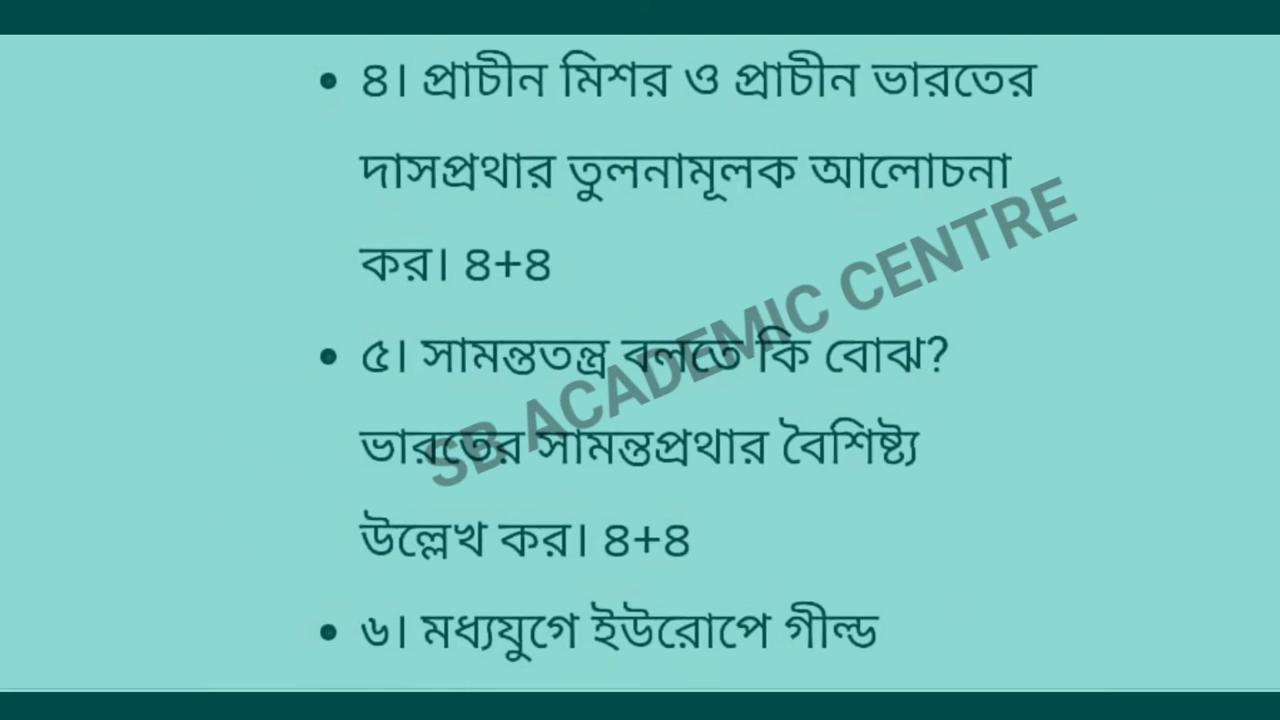 • ৪। প্রাচীন মিশর ও প্রাচীন ভারতের
দাসপ্রথার তুলনামূলক আলোচনা
কর। ৪+৪
• ৫। সামন্ততন্ত্র বলতে কি বোঝ?
ভারতের সামন্তপ্রথার বৈশিষ্ট্য
উল্লেখ কর। ৪+৪
• ৬। মধ্যযুগে ইউরোপে গীল্ড
SB ACADEMIC CENTRE